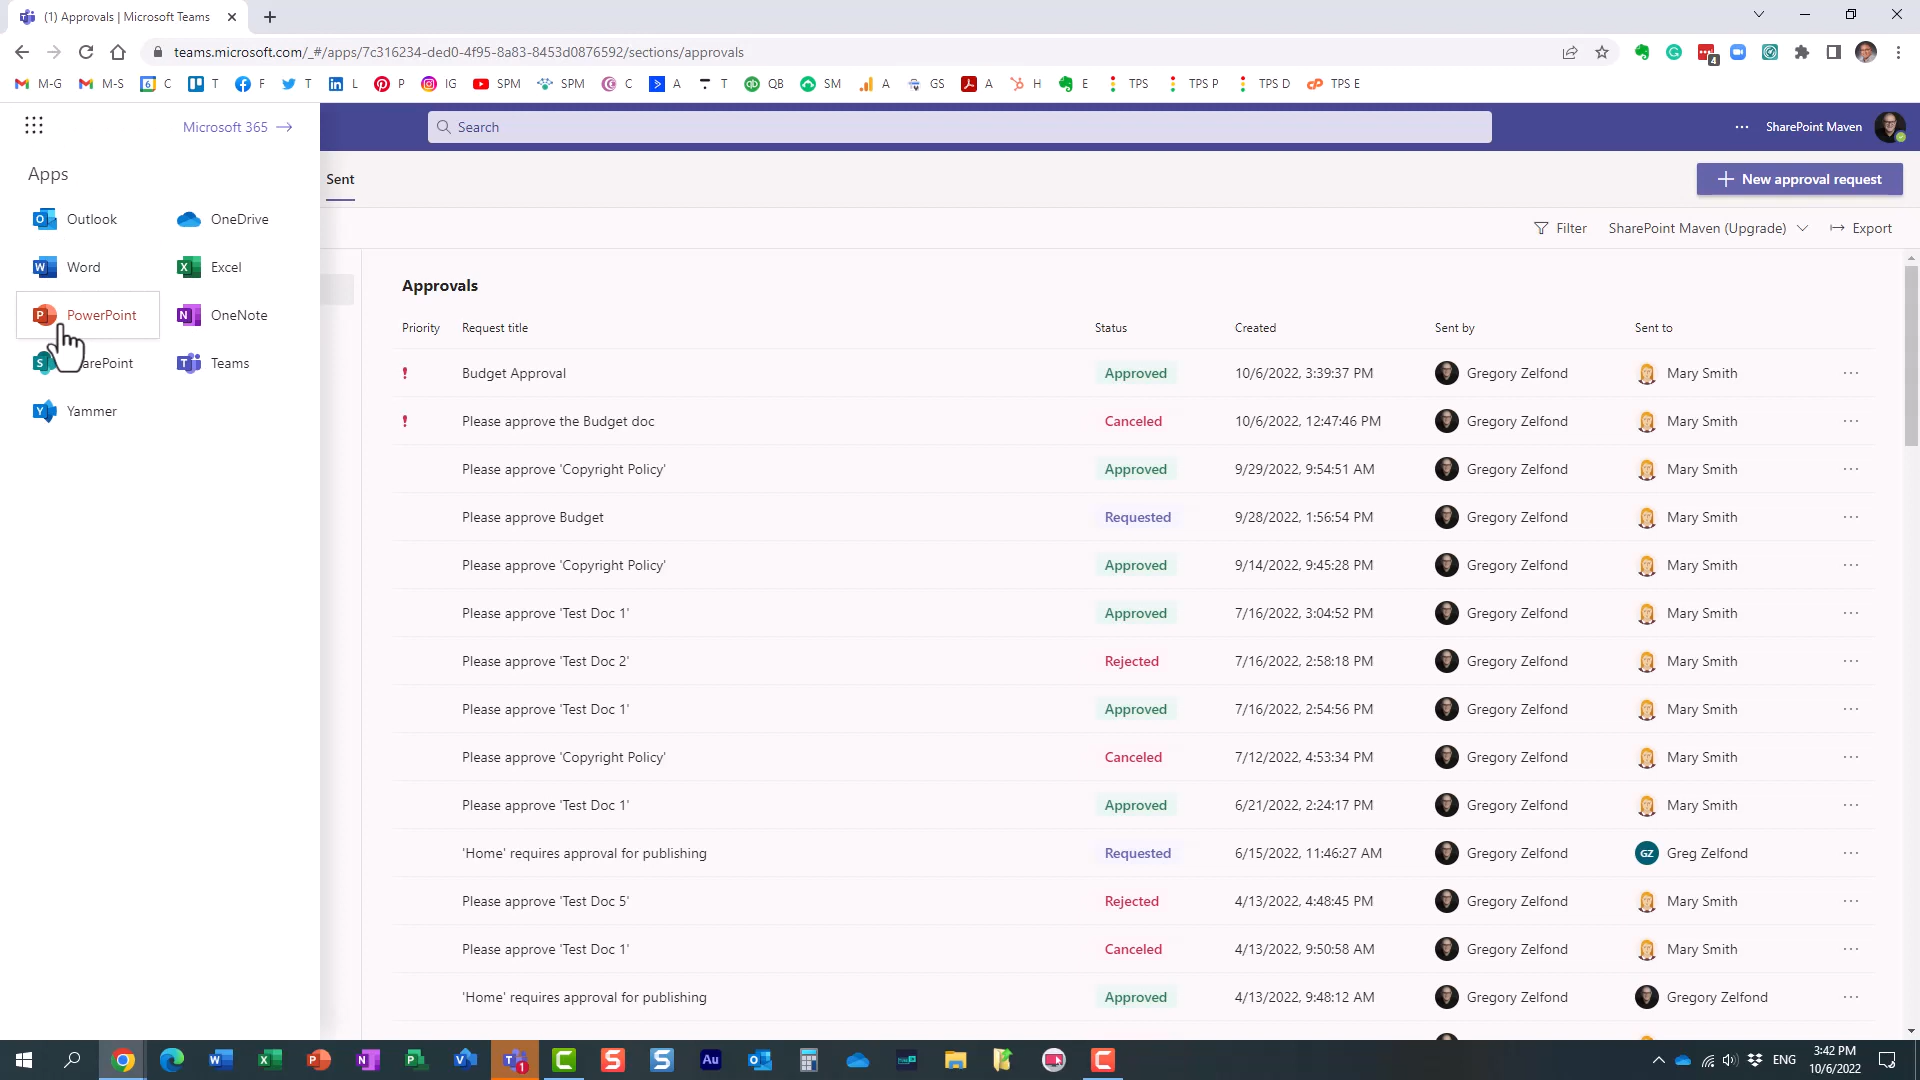 (1) Approvals | Microsoft Teams
teams.microsoft.com/_#/apps/7c316234-ded0-4f95-8a83-8453d0876592/sections/approvals
4
M-G M-S 6 C T F T L P IG SPM SPM C A T QB SM A GS A H E TPS TPS P TPS D TPS E
Microsoft 365
Search
SharePoint Maven
Apps
Sent
New approval request
Outlook OneDrive
Filter SharePoint Maven (Upgrade) Export
Word Excel
PowerPoint OneNote
arePoint Teams
Yammer
Approvals
Priority Request title Status Created Sent by Sent to
Budget Approval Approved 10/6/2022, 3:39:37 PM Gregory Zelfond Mary Smith
Please approve the Budget doc Canceled 10/6/2022, 12:47:46 PM Gregory Zelfond Mary Smith
Please approve 'Copyright Policy' Approved 9/29/2022, 9:54:51 AM Gregory Zelfond Mary Smith
Please approve Budget Requested 9/28/2022, 1:56:54 PM Gregory Zelfond Mary Smith
Please approve 'Copyright Policy' Approved 9/14/2022, 9:45:28 PM Gregory Zelfond Mary Smith
Please approve 'Test Doc 1' Approved 7/16/2022, 3:04:52 PM Gregory Zelfond Mary Smith
Please approve 'Test Doc 2' Rejected 7/16/2022, 2:58:18 PM Gregory Zelfond Mary Smith
Please approve 'Test Doc 1' Approved 7/16/2022, 2:54:56 PM Gregory Zelfond Mary Smith
Please approve 'Copyright Policy' Canceled 7/12/2022, 4:53:34 PM Gregory Zelfond Mary Smith
Please approve 'Test Doc 1' Approved 6/21/2022, 2:24:17 PM Gregory Zelfond Mary Smith
'Home' requires approval for publishing Requested 6/15/2022, 11:46:27 AM Gregory Zelfond GZ Greg Zelfond
Please approve 'Test Doc 5' Rejected 4/13/2022, 4:48:45 PM Gregory Zelfond Mary Smith
Please approve 'Test Doc 1' Canceled 4/13/2022, 9:50:58 AM Gregory Zelfond Mary Smith
'Home' requires approval for publishing Approved 4/13/2022, 9:48:12 AM Gregory Zelfond Gregory Zelfond
ENG
3:42 PM
10/6/2022